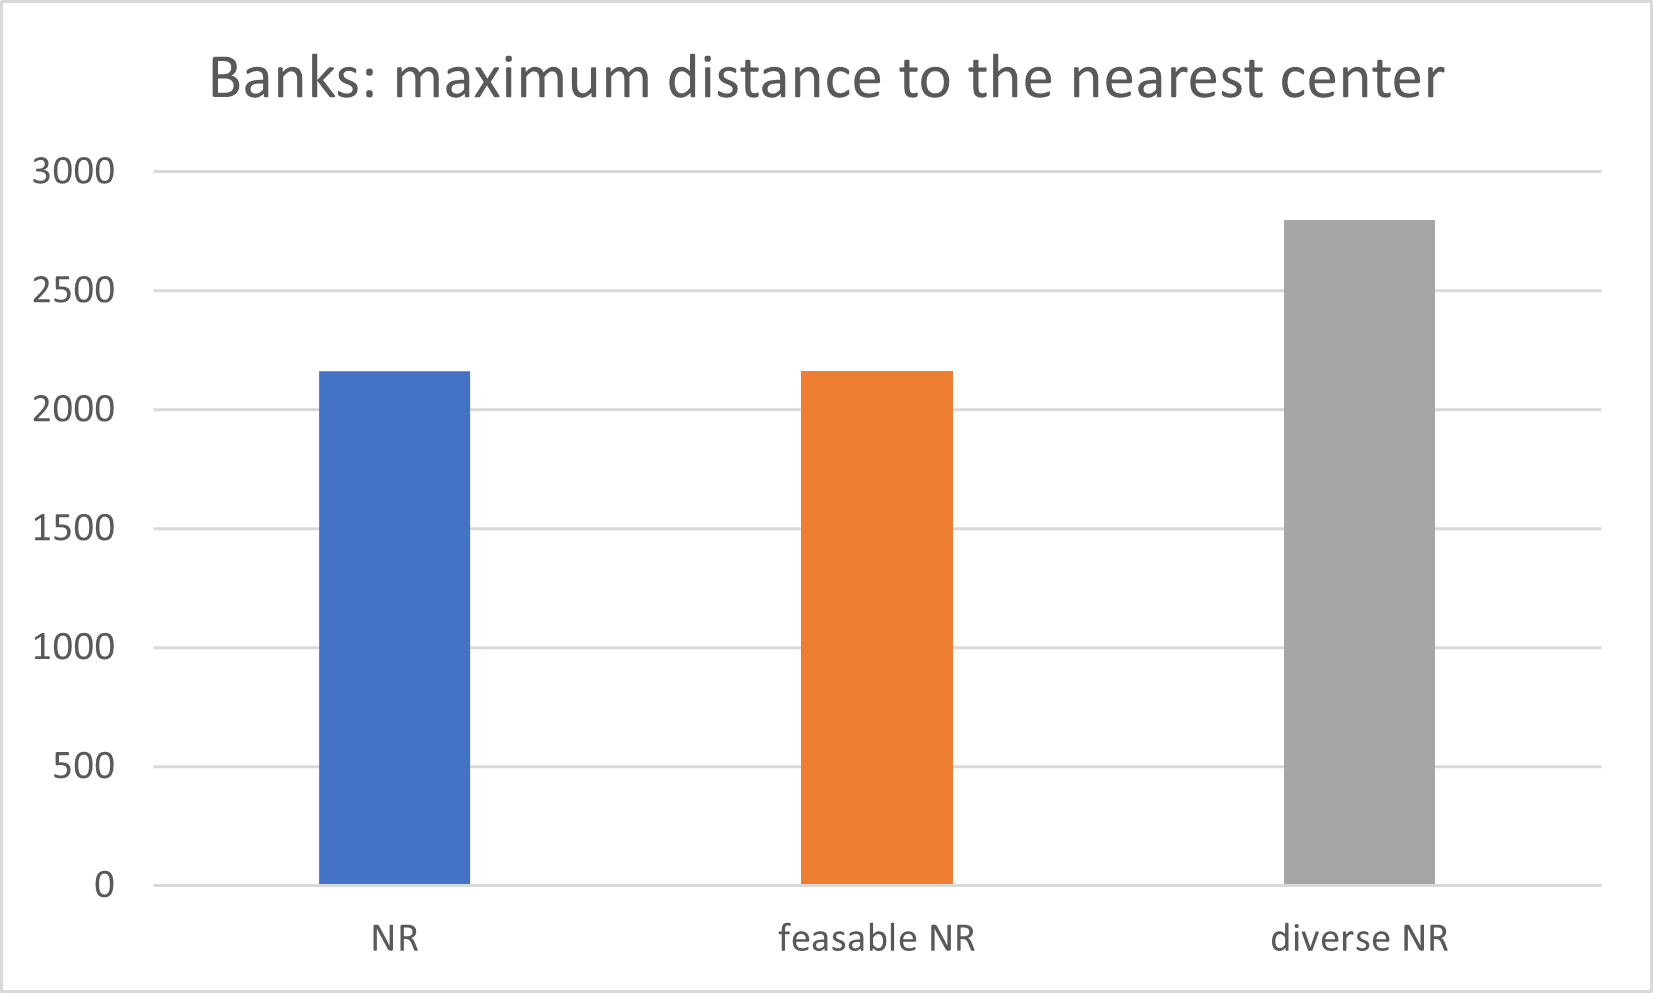 Banks: maximum distance to the nearest center
3000
2500
2000
1500
1000
500
0
NR
feasable NR
diverse NR